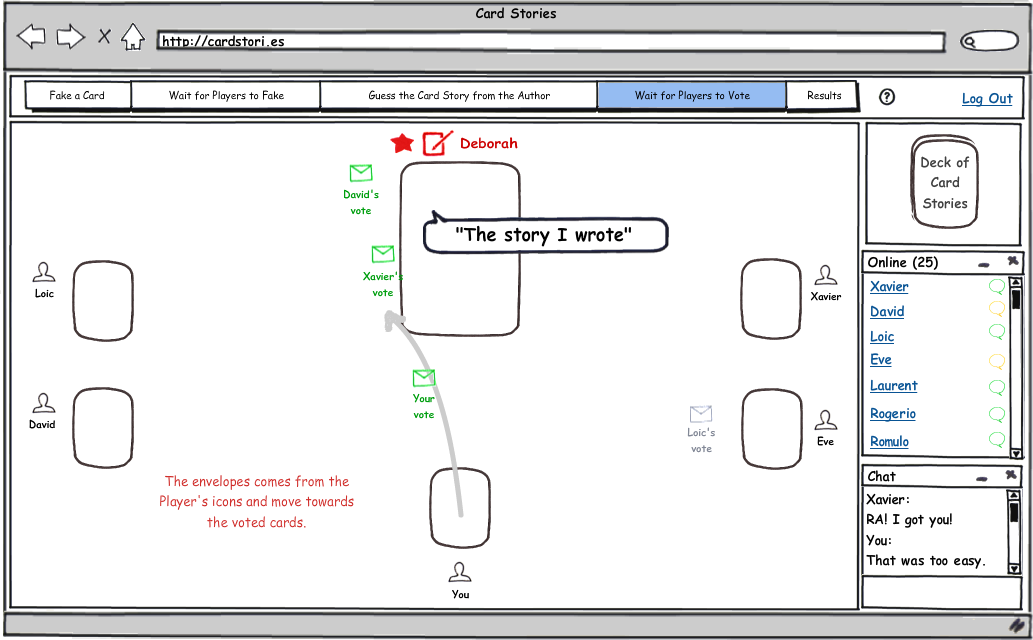 Card Stories
http://cardstori.es
Fake a Card
Wait for Players to Fake
Guess the Card Story from the Author
Wait for Players to Vote
Results
?
Log Out
Deborah
David's
vote
"The story I wrote"
Xavier's
vote
Loic
Xavier
Your
vote
David
Loic's
vote
Eve
The envelopes comes from the
Player's icons and move towards
the voted cards.
You
Deck of
Card
Stories
Online (25)
Xavier
David
Loic
Eve
Laurent
Rogerio
Romulo
Chat
Xavier:
RA! I got you!
You:
That was too easy.